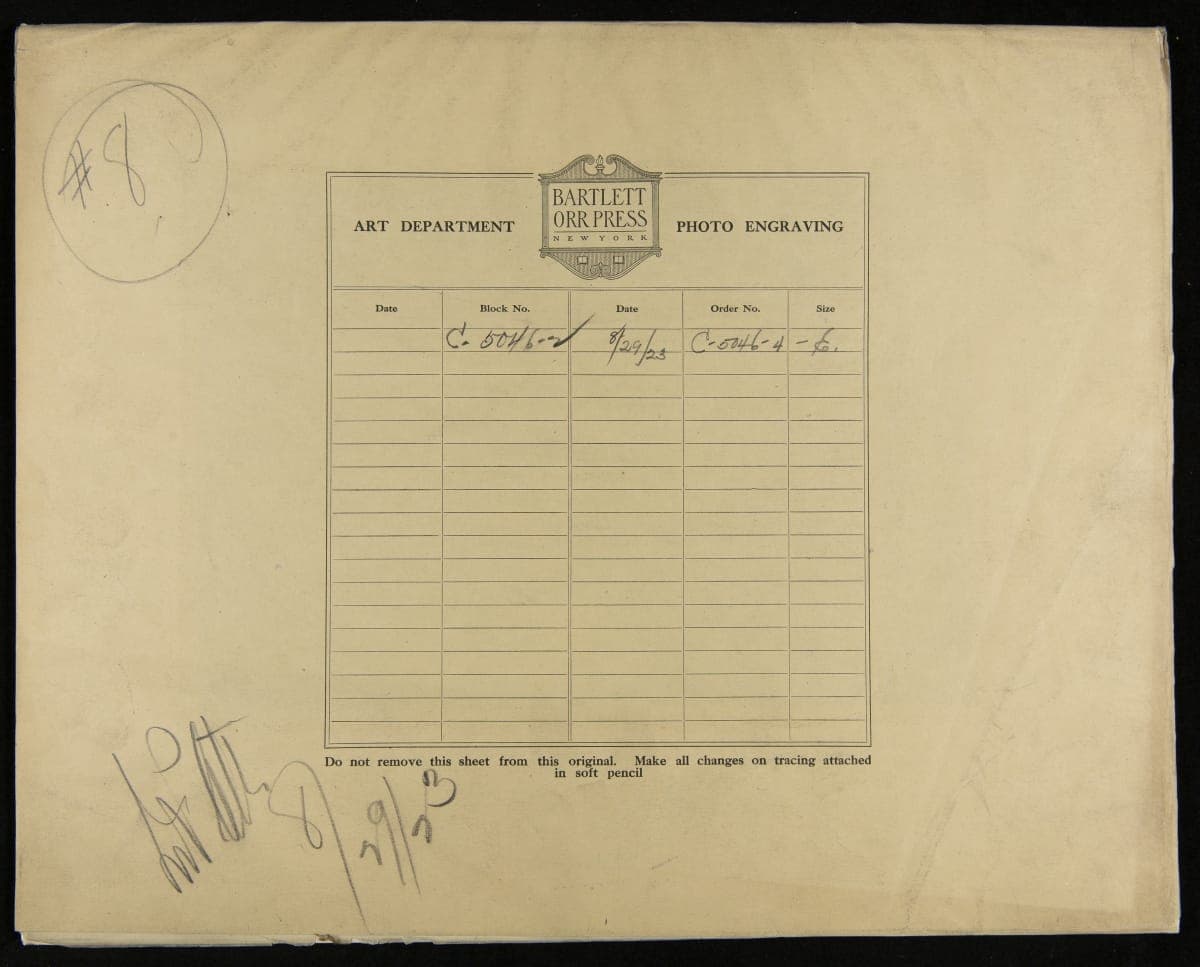 #8
BARTLETT
ORR PRESS
NEW YORK
ART DEPARTMENT PHOTO ENGRAVING
Date Block No. Date Order No. Size
C. 5046-2 8/29/23 C-5046-4
Do not remove this sheet from this original. Make all changes on tracing attached
in soft pencil
8/29/23